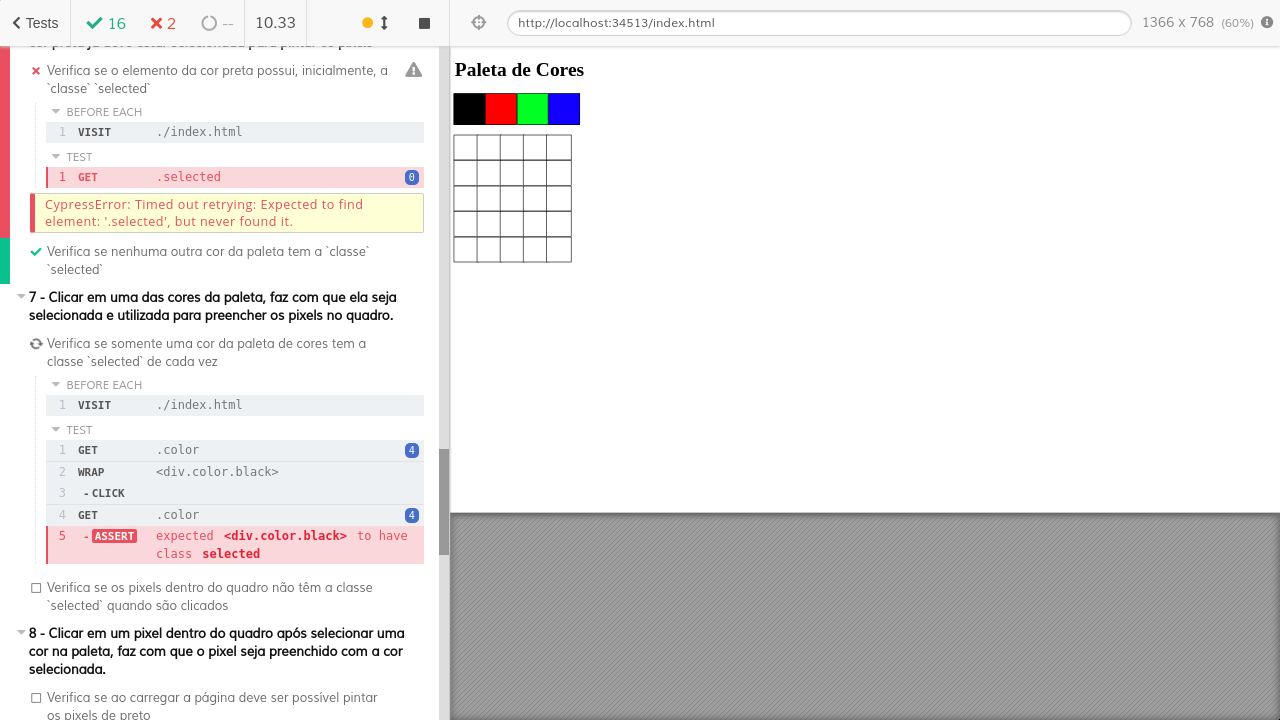 Tests 16 2 -- 10.33
http://localhost:34513/index.html 1366 x 768 (60%)
Verifica se o elemento da cor preta possui, inicialmente, a
`classe` `selected`
BEFORE EACH
1 VISIT ./index.html
TEST
1 GET .selected 0
CypressError: Timed out retrying: Expected to find
element: '.selected', but never found it.
Verifica se nenhuma outra cor da paleta tem a `classe`
`selected`
7 - Clicar em uma das cores da paleta, faz com que ela seja
selecionada e utilizada para preencher os pixels no quadro.
Verifica se somente uma cor da paleta de cores tem a
classe `selected` de cada vez
BEFORE EACH
1 VISIT ./index.html
TEST
1 GET .color 4
2 WRAP <div.color.black>
3 -CLICK
4 GET .color 4
5 -ASSERT expected <div.color.black> to have
class selected
Verifica se os pixels dentro do quadro não têm a classe
`selected` quando são clicados
8 - Clicar em um pixel dentro do quadro após selecionar uma
cor na paleta, faz com que o pixel seja preenchido com a cor
selecionada.
Verifica se ao carregar a página deve ser possível pintar
os pixels de preto
Paleta de Cores